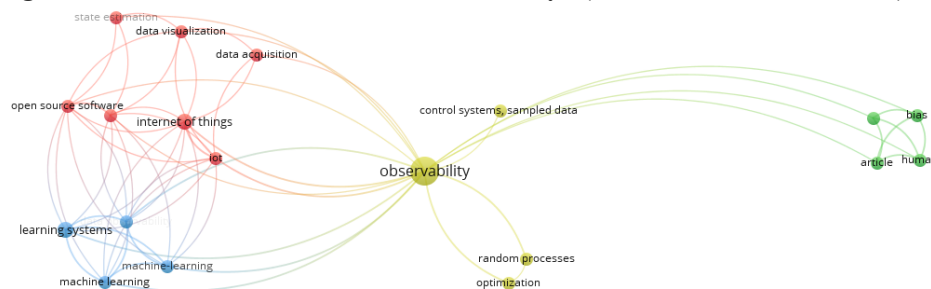 state estimation
data visualization
data acquisition
open source software
internet of things
iot
control systems, sampled data
observability
bias
article
huma
learning systems
machine-learning
machine learning
random processes
optimization